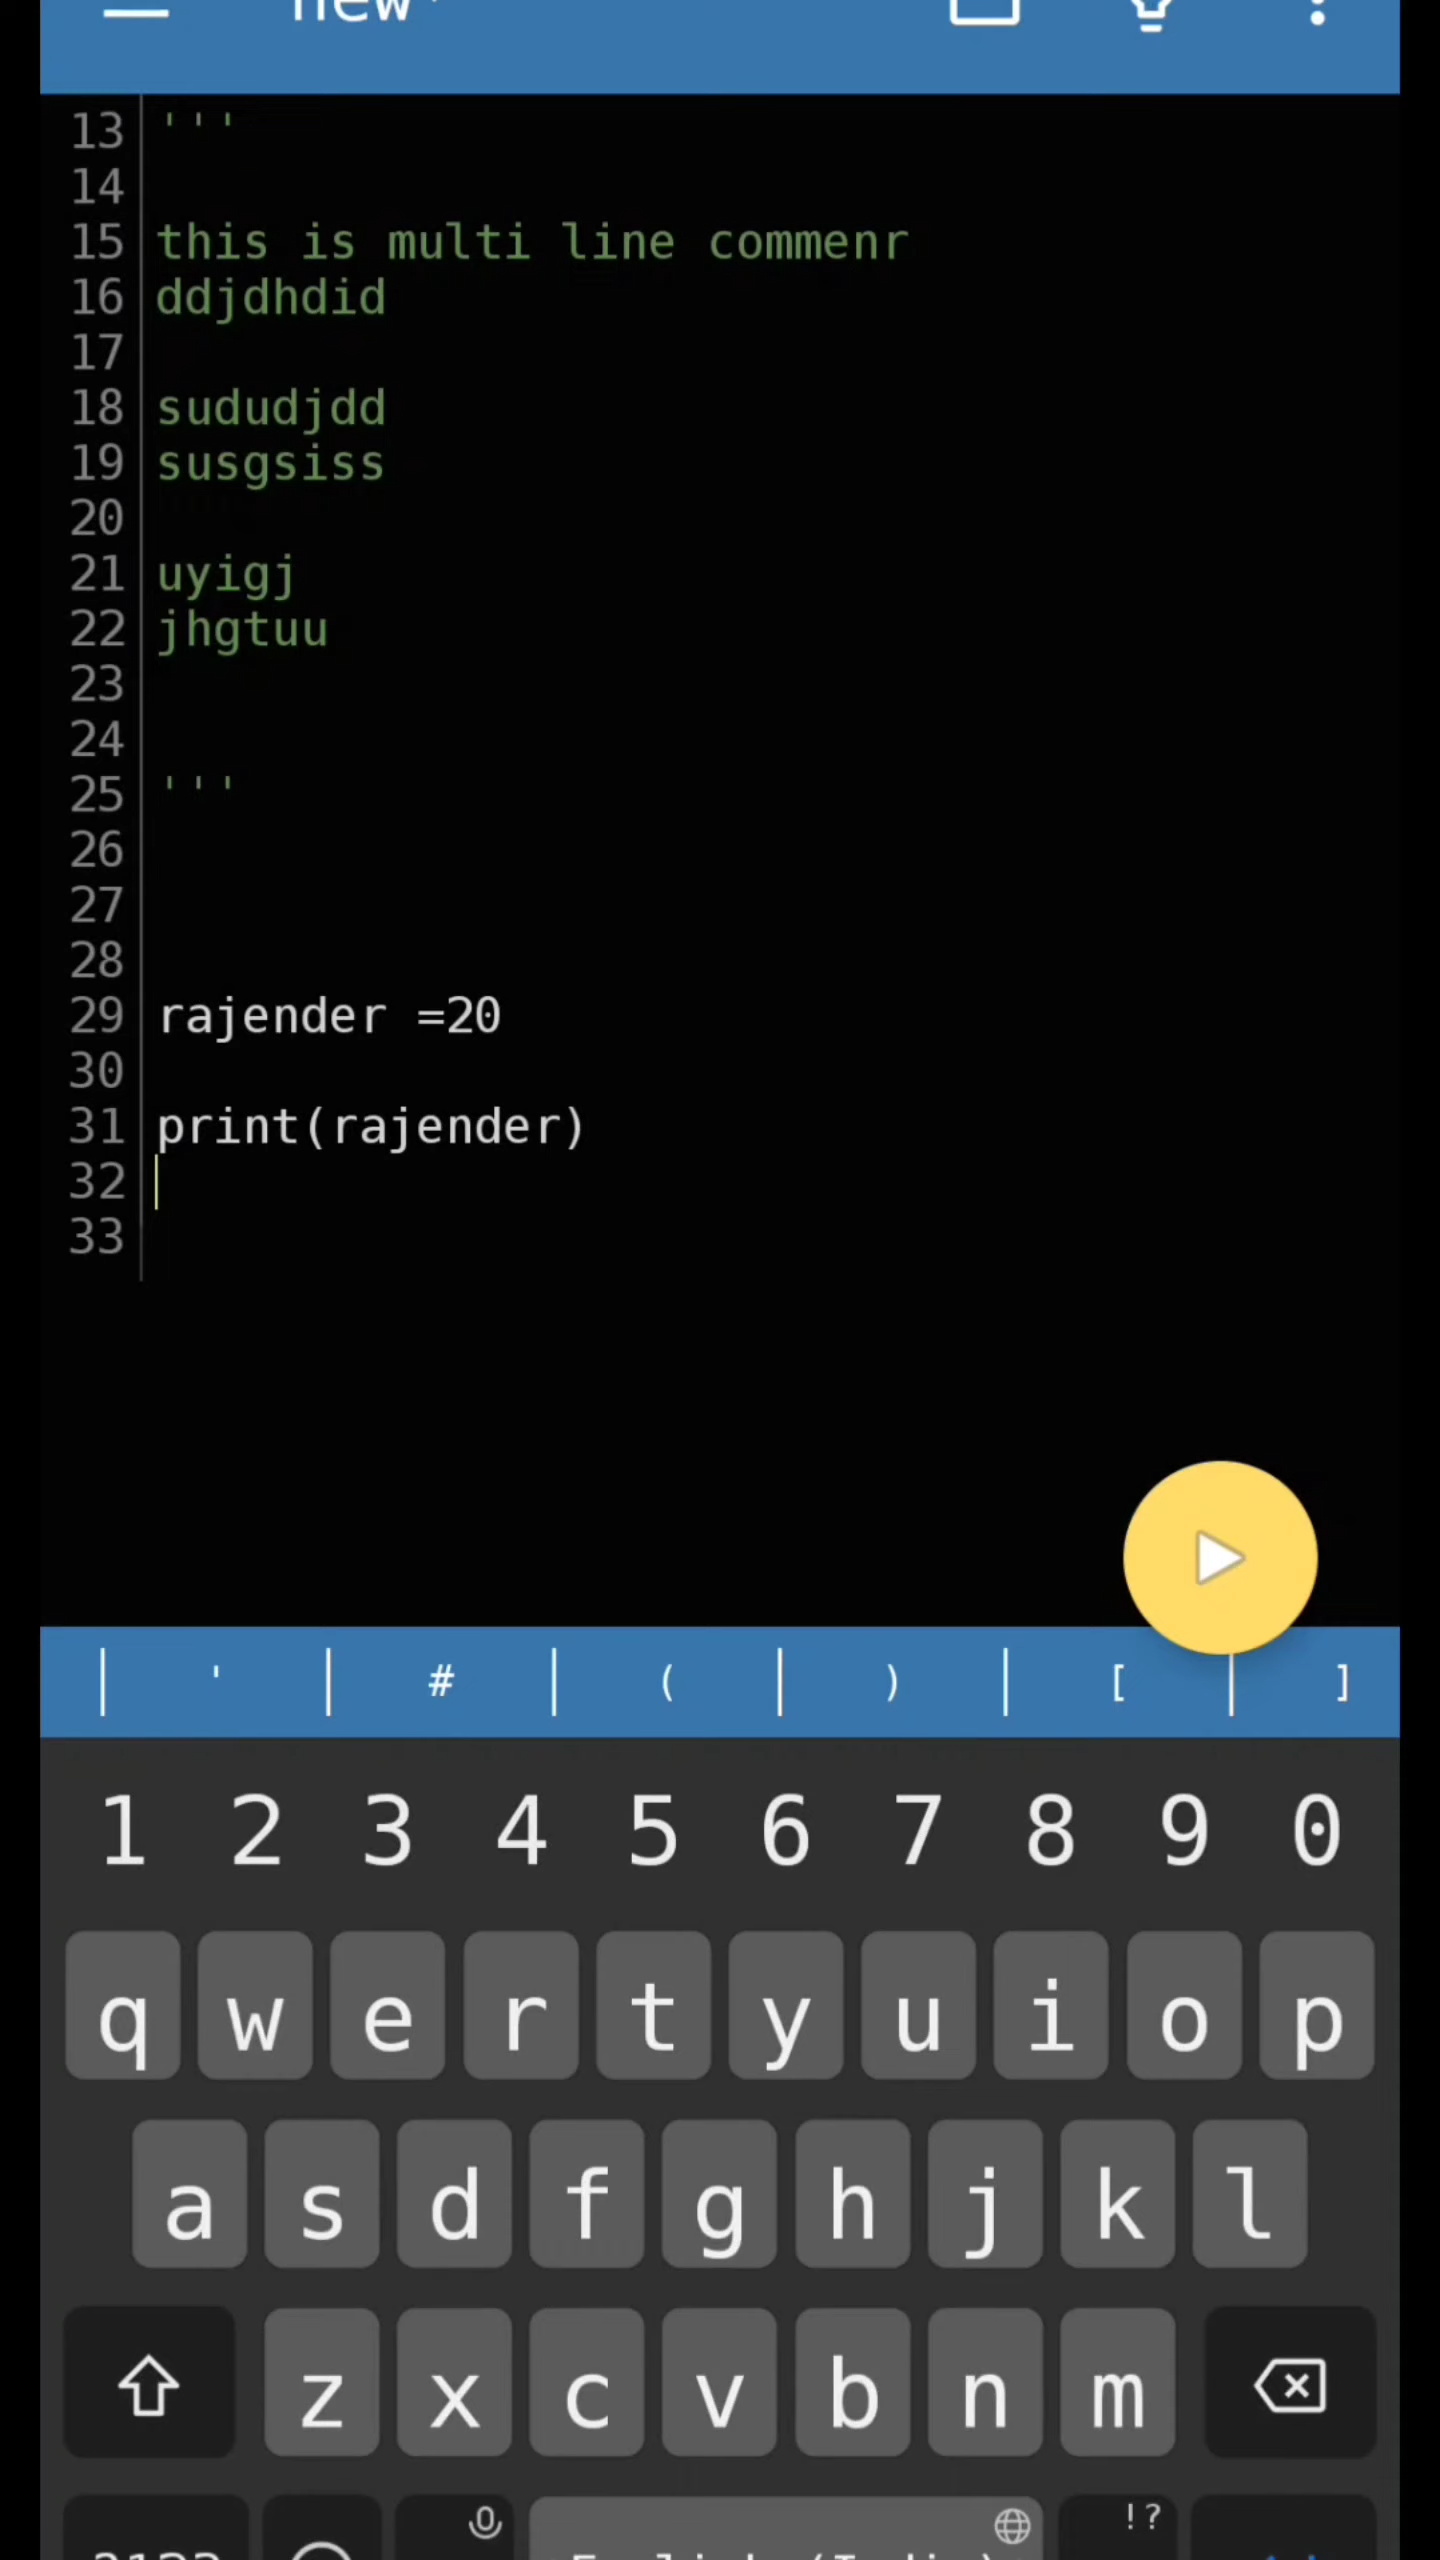 new*
13 '''
14
15 this is multi line commenr
16 ddjdhdid
17
18 sududjdd
19 susgsiss
20
21 uyigj
22 jhgtuu
23
24
25 '''
26
27
28
29 rajender =20
30
31 print(rajender)
32
33
' # ( ) [ ]
1 2 3 4 5 6 7 8 9 0
q w e r t y u i o p
a s d f g h j k l
z x c v b n m
!?
English (India)